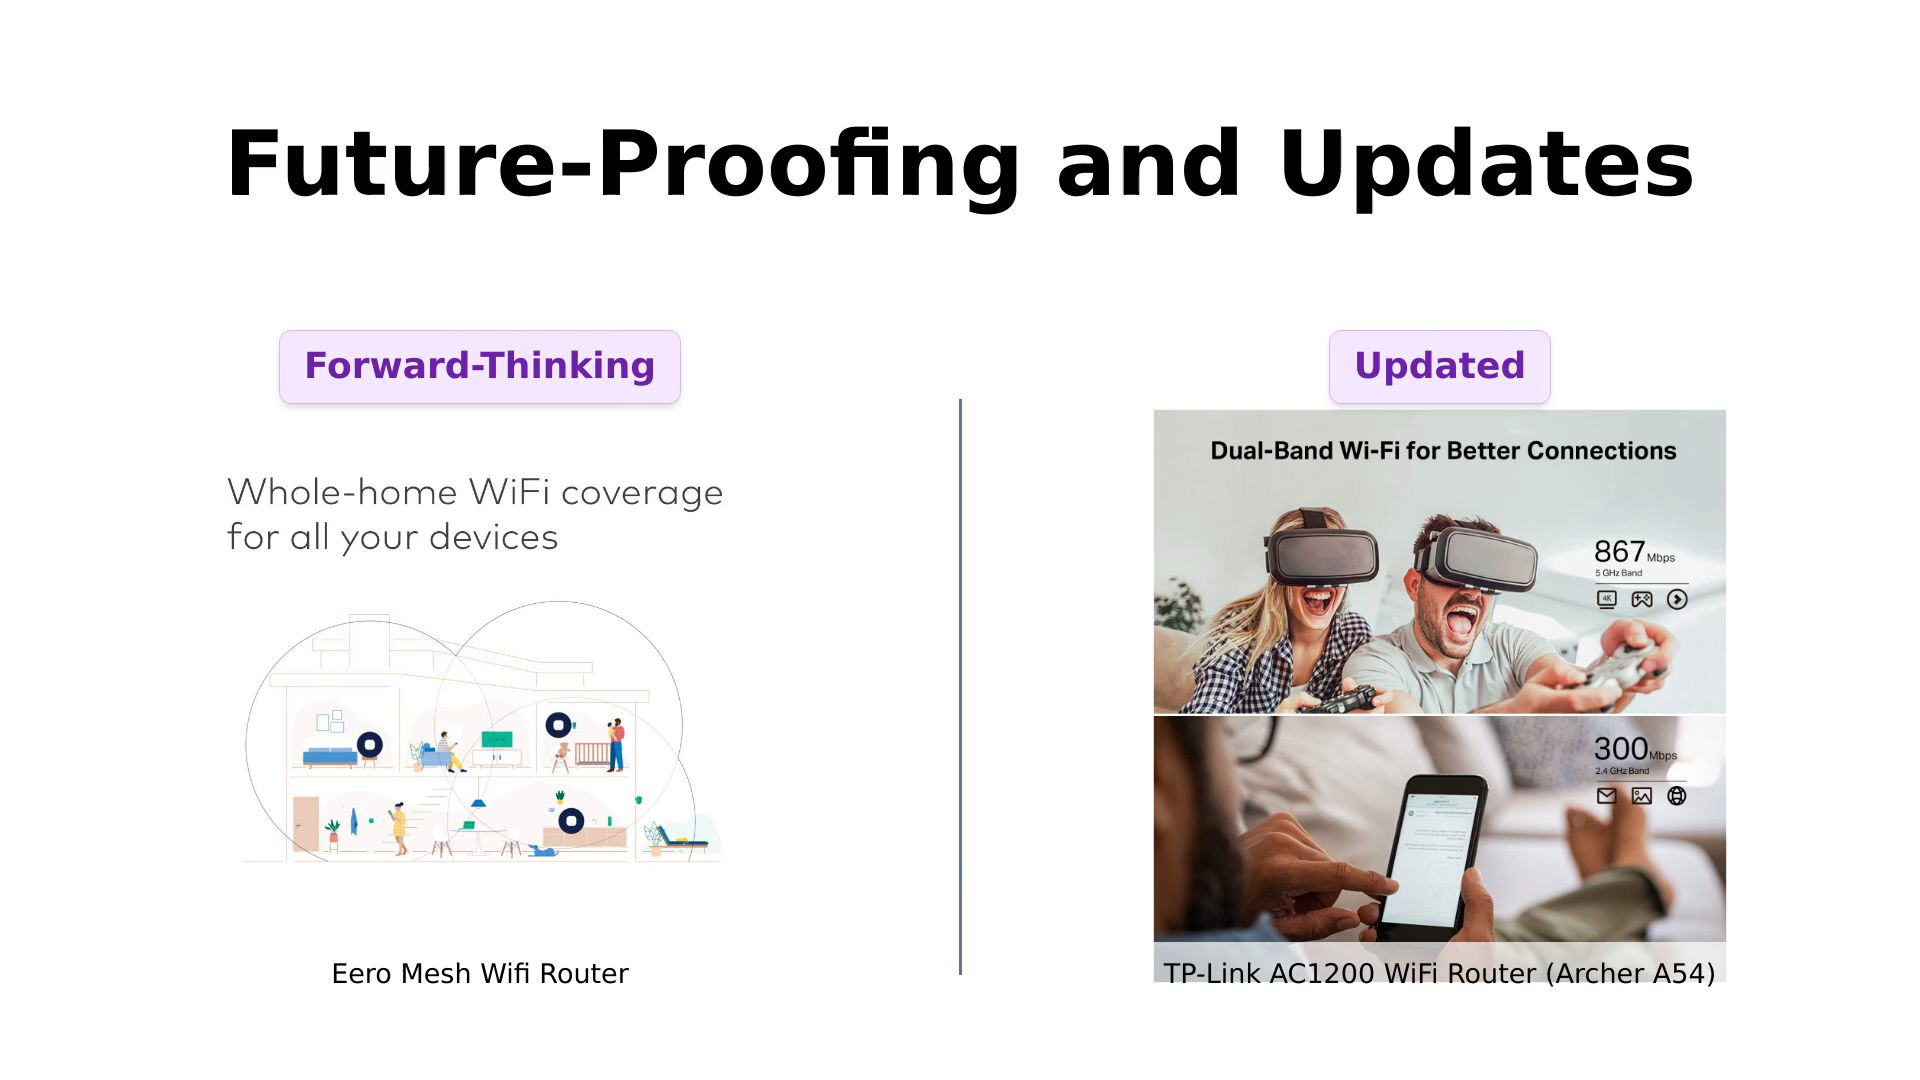 Future-Proofing and Updates
Forward-Thinking
Whole-home WiFi coverage
for all your devices
Eero Mesh Wifi Router
Updated
Dual-Band Wi-Fi for Better Connections
867 Mbps
5 GHz Band
4K
300 Mbps
2.4 GHz Band
TP-Link AC1200 WiFi Router (Archer A54)